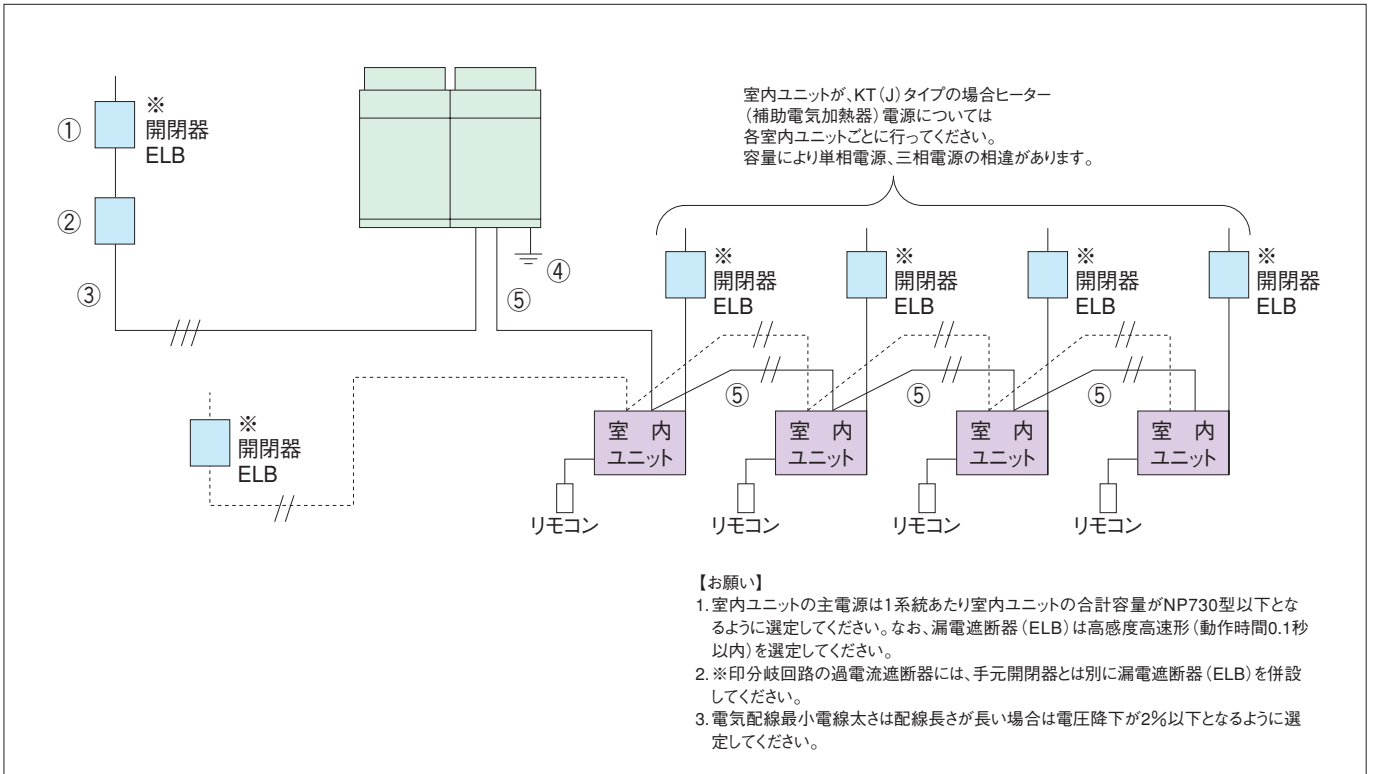 ①
※
開閉器
ELB
②
③
④
⑤
室内ユニットが、KT(J)タイプの場合ヒーター
(補助電気加熱器)電源については
各室内ユニットごとに行ってください。
容量により単相電源、三相電源の相違があります。
※
開閉器
ELB
※
開閉器
ELB
※
開閉器
ELB
※
開閉器
ELB
⑤
⑤
⑤
※
開閉器
ELB
室 内
ユニット
室 内
ユニット
室 内
ユニット
室 内
ユニット
リモコン
リモコン
リモコン
リモコン
【お願い】
1.室内ユニットの主電源は1系統あたり室内ユニットの合計容量がNP730型以下とな
るように選定してください。なお、漏電遮断器(ELB)は高感度高速形(動作時間0.1秒
以内)を選定してください。
2.※印分岐回路の過電流遮断器には、手元開閉器とは別に漏電遮断器(ELB)を併設
してください。
3.電気配線最小電線太さは配線長さが長い場合は電圧降下が2%以下となるように選
定してください。